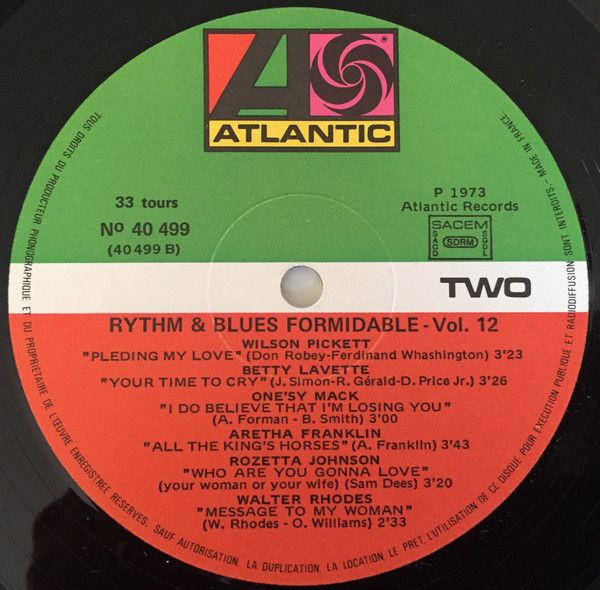 ATLANTIC
33 tours
Nº 40 499
(40 499 B)
P 1973
Atlantic Records
SACEM
SACD
SDRM
SGDL
TWO
RYTHM & BLUES FORMIDABLE - Vol. 12
WILSON PICKETT
"PLEDING MY LOVE" (Don Robey-Ferdinand Whashington) 3'23
BETTY LAVETTE
"YOUR TIME TO CRY" (J. Simon-R. Gérald-D. Price Jr.) 3'26
ONE'SY MACK
"I DO BELIEVE THAT I'M LOSING YOU"
(A. Forman - B. Smith) 3'00
ARETHA FRANKLIN
"ALL THE KING'S HORSES" (A. Franklin) 3'43
ROZETTA JOHNSON
"WHO ARE YOU GONNA LOVE"
(your woman or your wife) (Sam Dees) 3'20
WALTER RHODES
"MESSAGE TO MY WOMAN"
(W. Rhodes - O. Williams) 2'33
TOUS DROITS DU PRODUCTEUR PHONOGRAPHIQUE ET DU PROPRIETAIRE DE L'ŒUVRE ENREGISTREE RESERVES. SAUF AUTORISATION, LA DUPLICATION, LA LOCATION, LE PRET, L'UTILISATION DE CE DISQUE POUR EXECUTION PUBLIQUE ET RADIODIFFUSION SONT INTERDITS - MADE IN FRANCE.